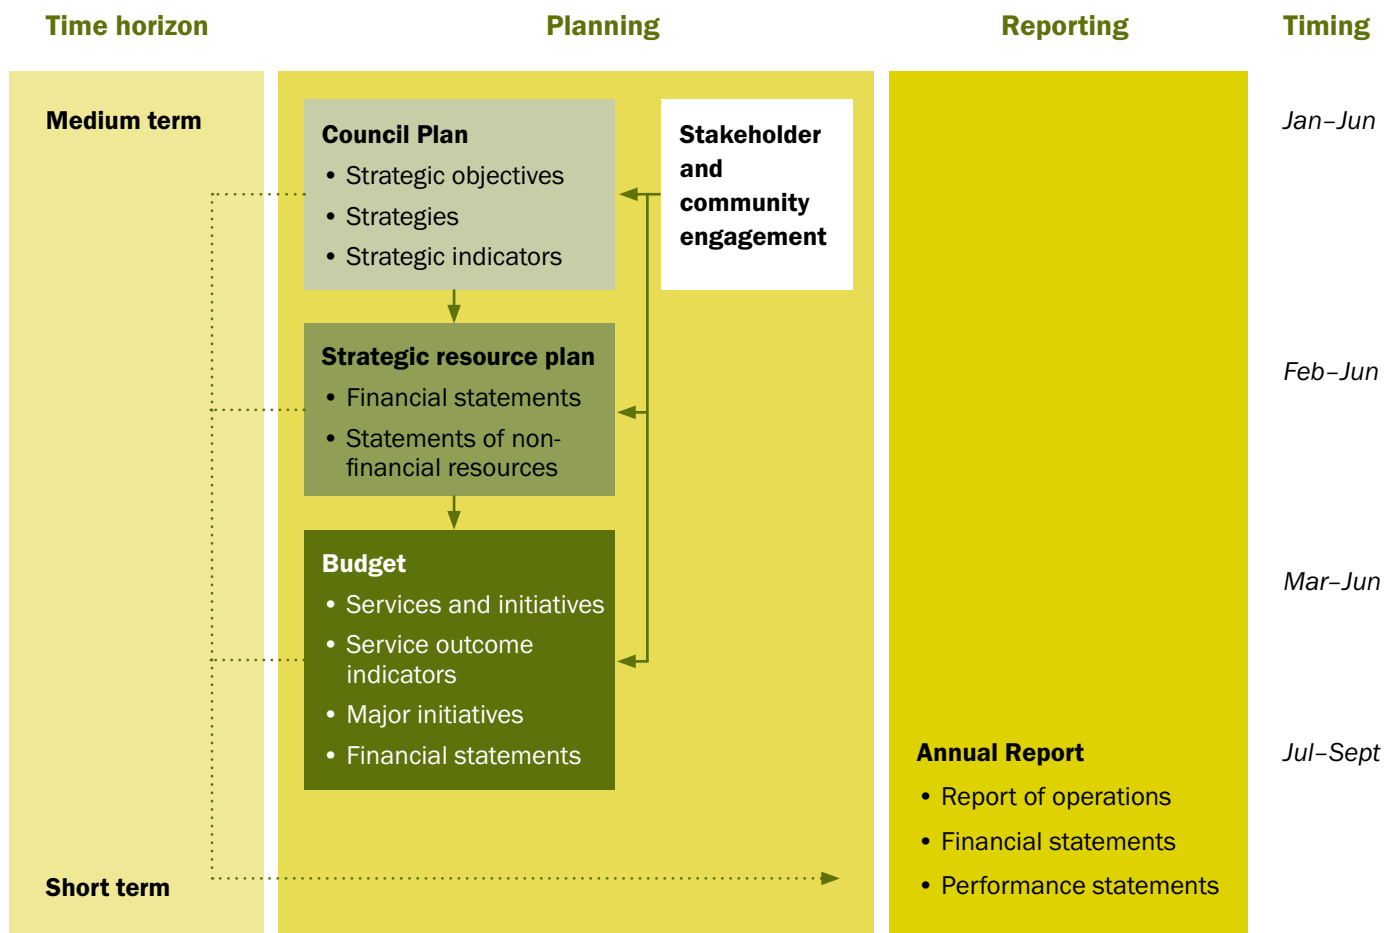 Time horizon
Planning
Reporting
Timing
Medium term
Council Plan
• Strategic objectives
• Strategies
• Strategic indicators
Stakeholder
and
community
engagement
Jan–Jun
Strategic resource plan
• Financial statements
• Statements of non-
financial resources
Feb–Jun
Budget
• Services and initiatives
• Service outcome
indicators
• Major initiatives
• Financial statements
Mar–Jun
Annual Report
• Report of operations
• Financial statements
• Performance statements
Jul–Sept
Short term